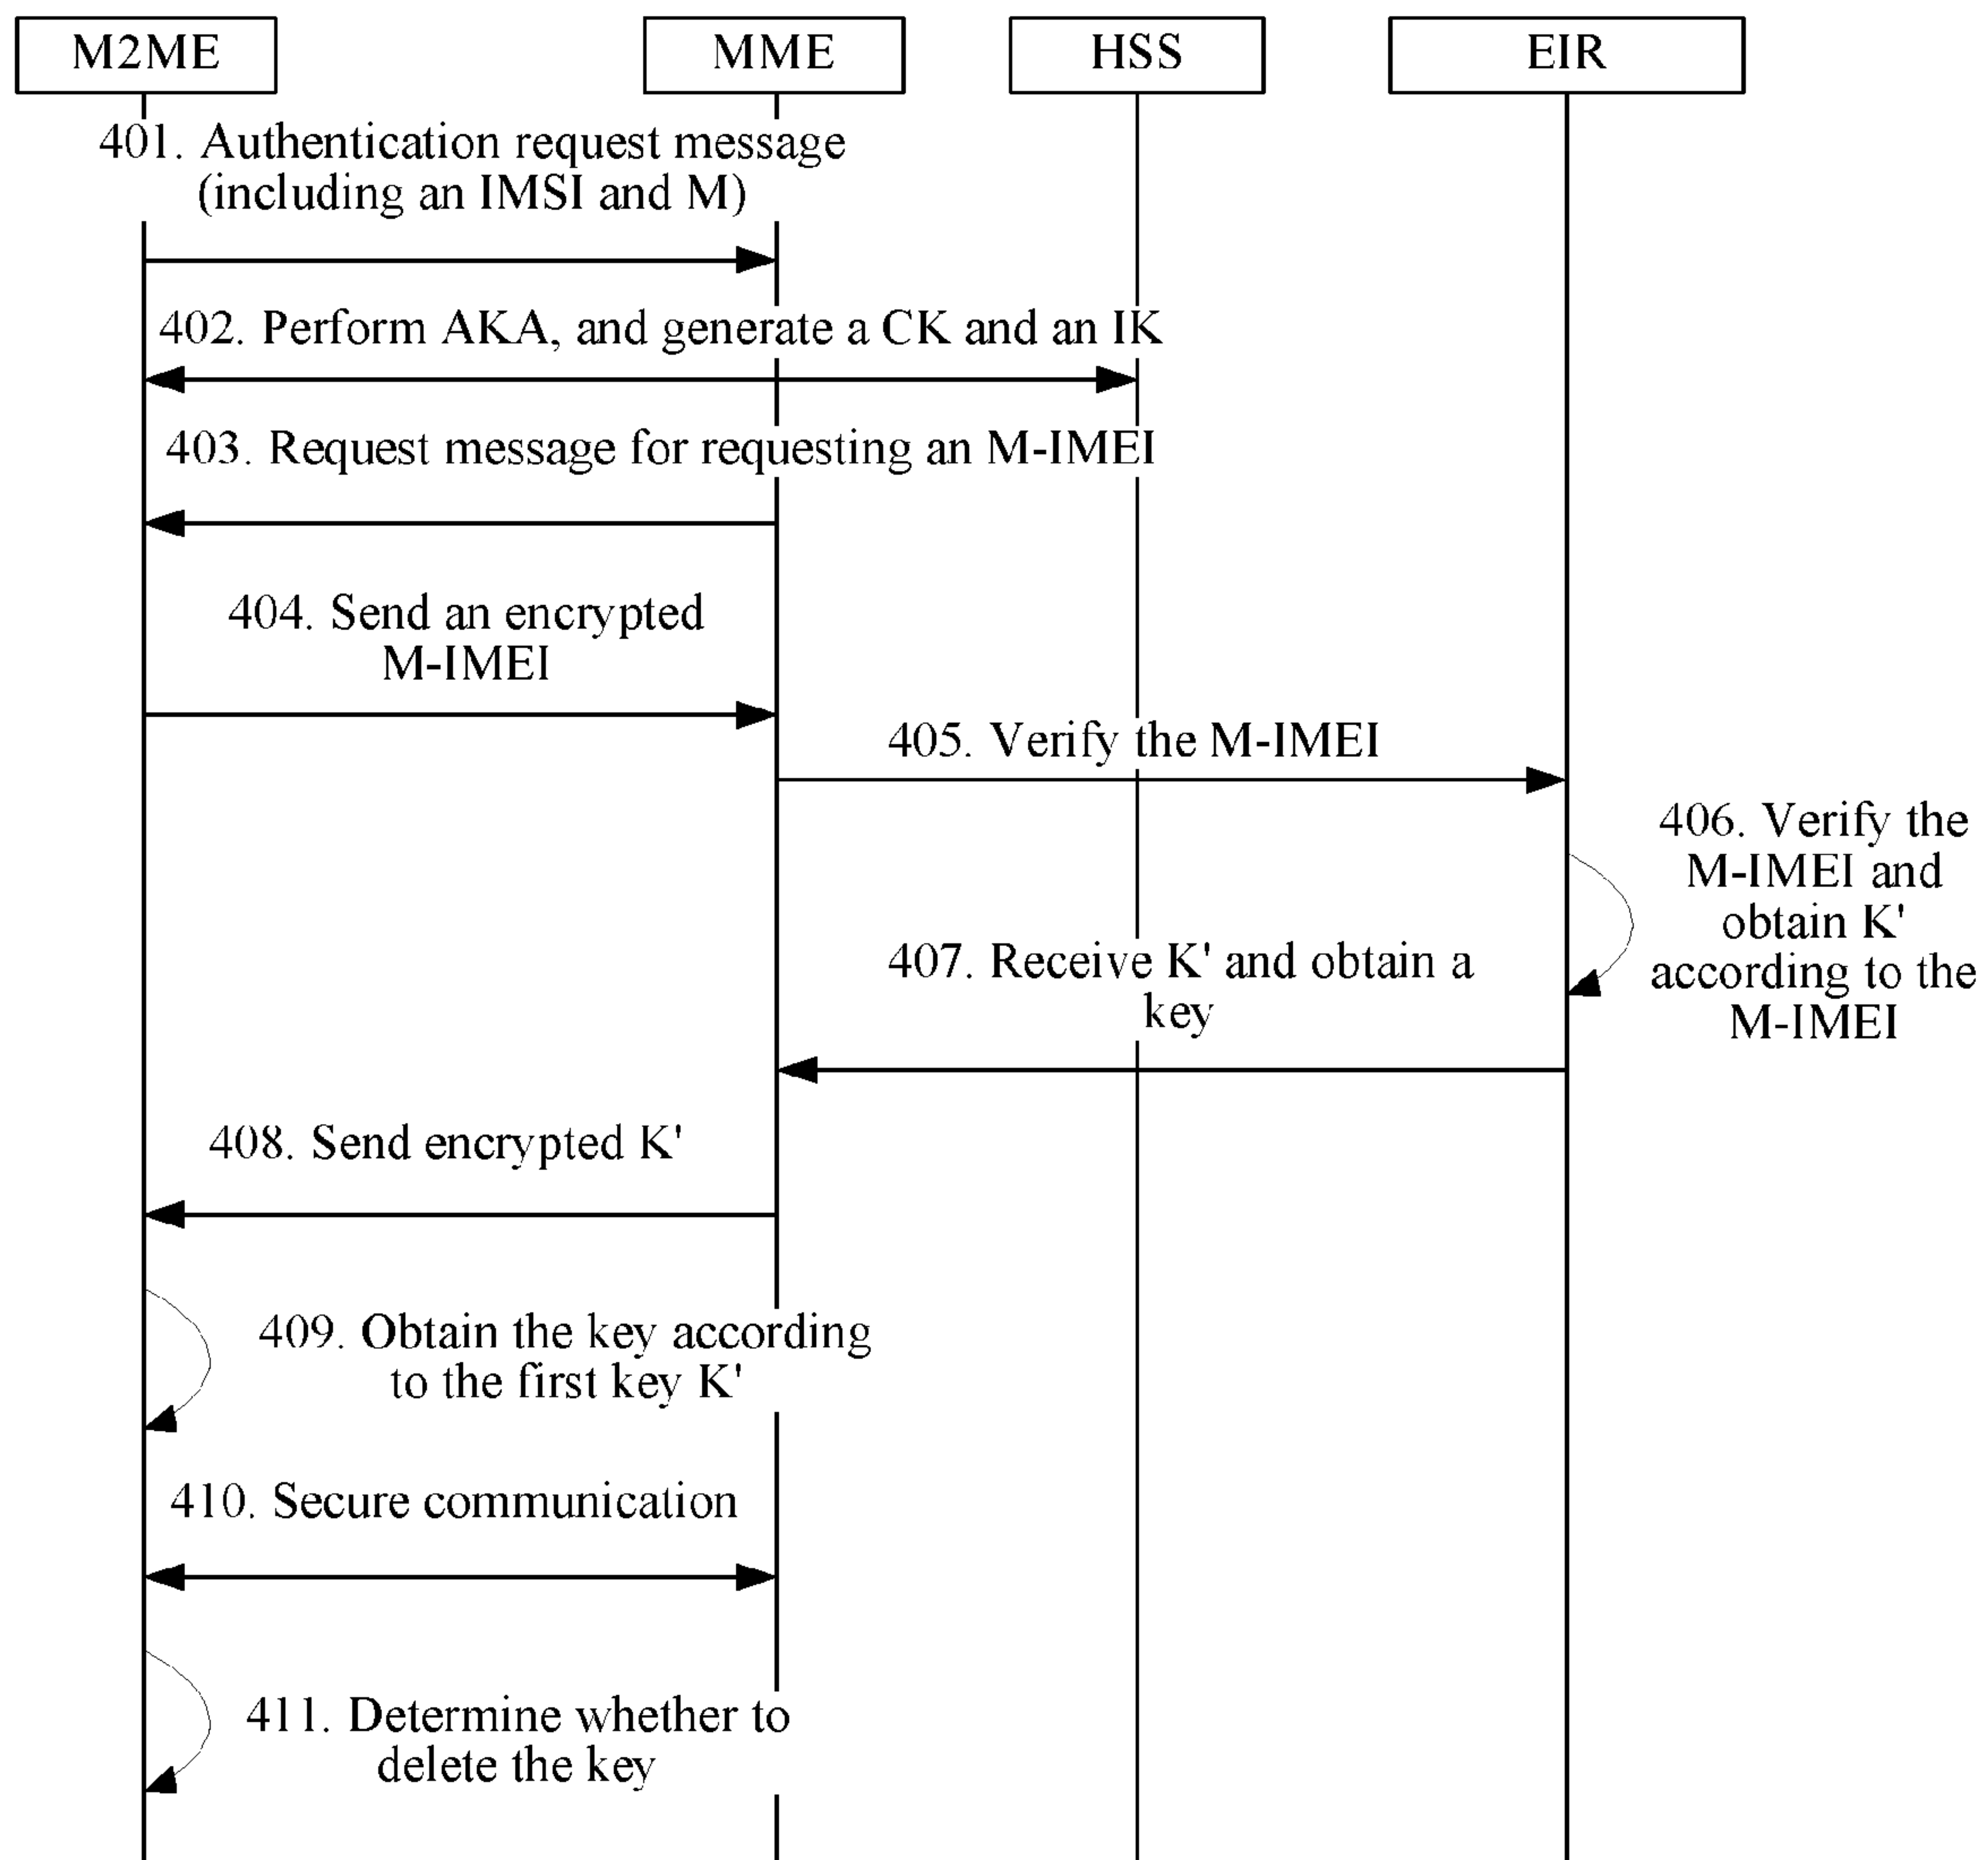 M2ME
MME
HSS
EIR
401. Authentication request message
(including an IMSI and M)
402. Perform AKA, and generate a CK and an IK
403. Request message for requesting an M-IMEI
404. Send an encrypted
M-IMEI
405. Verify the M-IMEI
406. Verify the
M-IMEI and
obtain K'
according to the
M-IMEI
407. Receive K' and obtain a
key
408. Send encrypted K'
409. Obtain the key according
to the first key K'
410. Secure communication
411. Determine whether to
delete the key